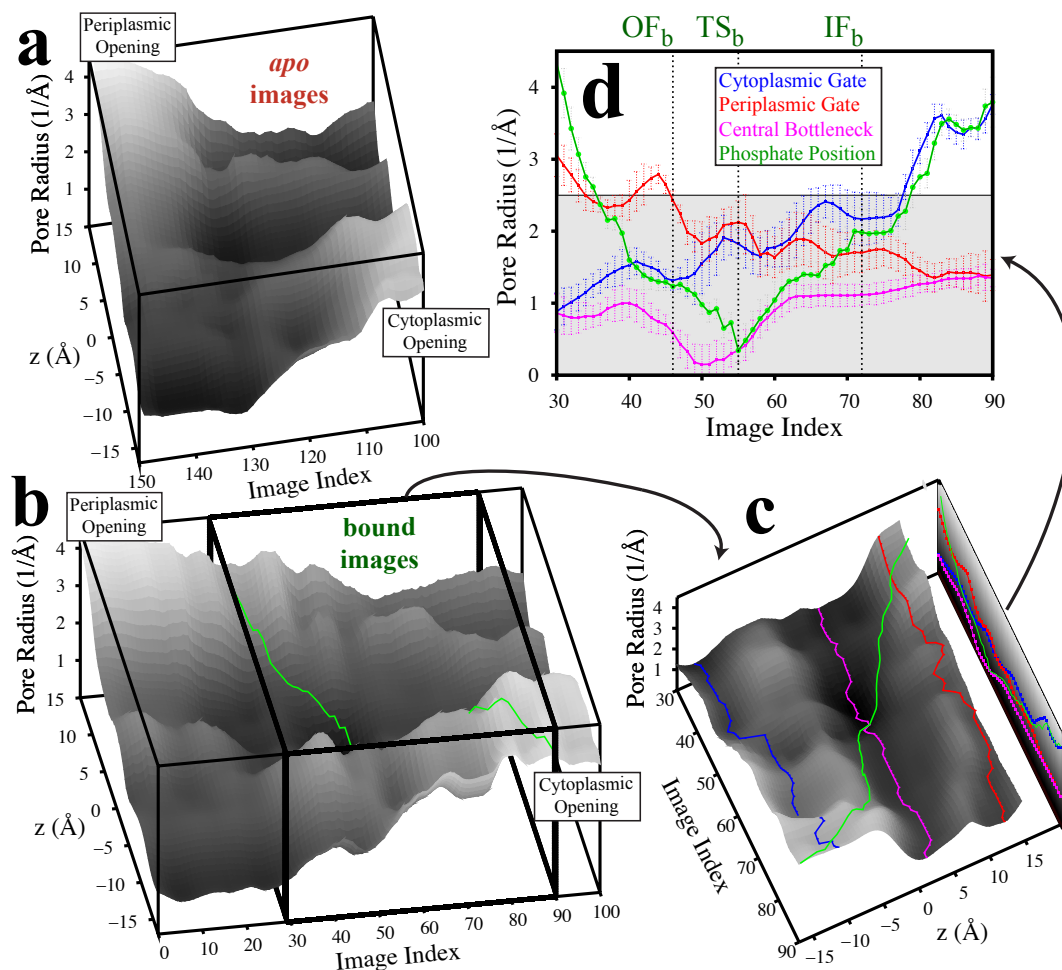 a
Periplasmic
Opening
apo
images
Pore Radius (1/Å)
4
3
2
1
15
10
5
0
−5
−10
−15
z (Å)
Cytoplasmic
Opening
150
140
130
120
110
100
Image Index
OFb
TSb
IFb
d
Cytoplasmic Gate
Periplasmic Gate
Central Bottleneck
Phosphate Position
Pore Radius (1/Å)
4
3
2
1
0
30
40
50
60
70
80
90
Image Index
b
Periplasmic
Opening
bound
images
Pore Radius (1/Å)
4
3
2
1
15
10
5
0
−5
−10
−15
z (Å)
Cytoplasmic
Opening
0
10
20
30
40
50
60
70
80
90
100
Image Index
c
Pore Radius (1/Å)
4
3
2
1
30
40
50
60
70
80
90
Image Index
−15
−10
−5
0
5
10
15
z (Å)